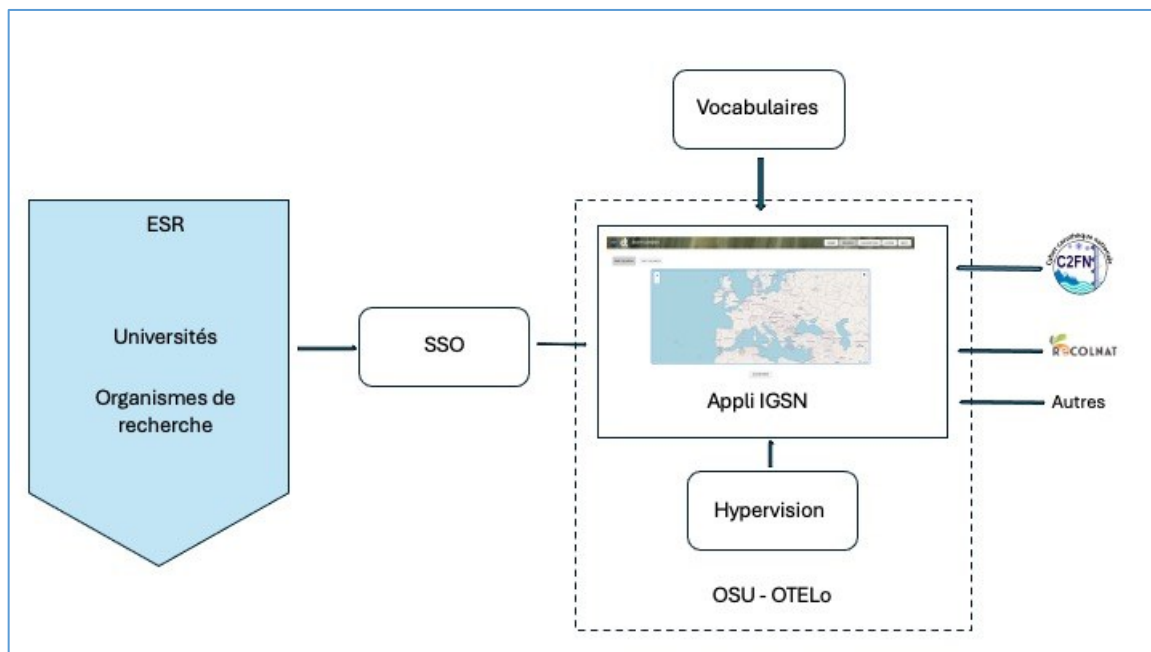 Vocabulaires
ESR
Universités
Organismes de
recherche
SSO
Appli IGSN
Hypervision
OSU - OTELo
C2FN
RECOLNAT
Autres